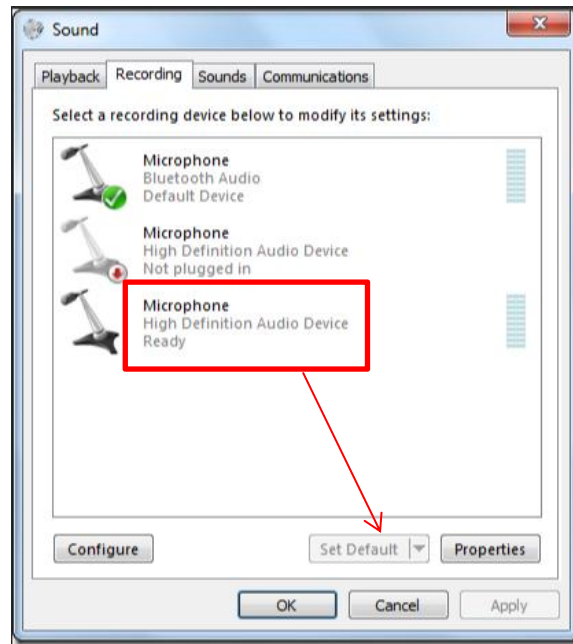 Sound
Playback Recording Sounds Communications
Select a recording device below to modify its settings:
Microphone
Bluetooth Audio
Default Device
Microphone
High Definition Audio Device
Not plugged in
Microphone
High Definition Audio Device
Ready
Configure Set Default Properties
OK Cancel Apply